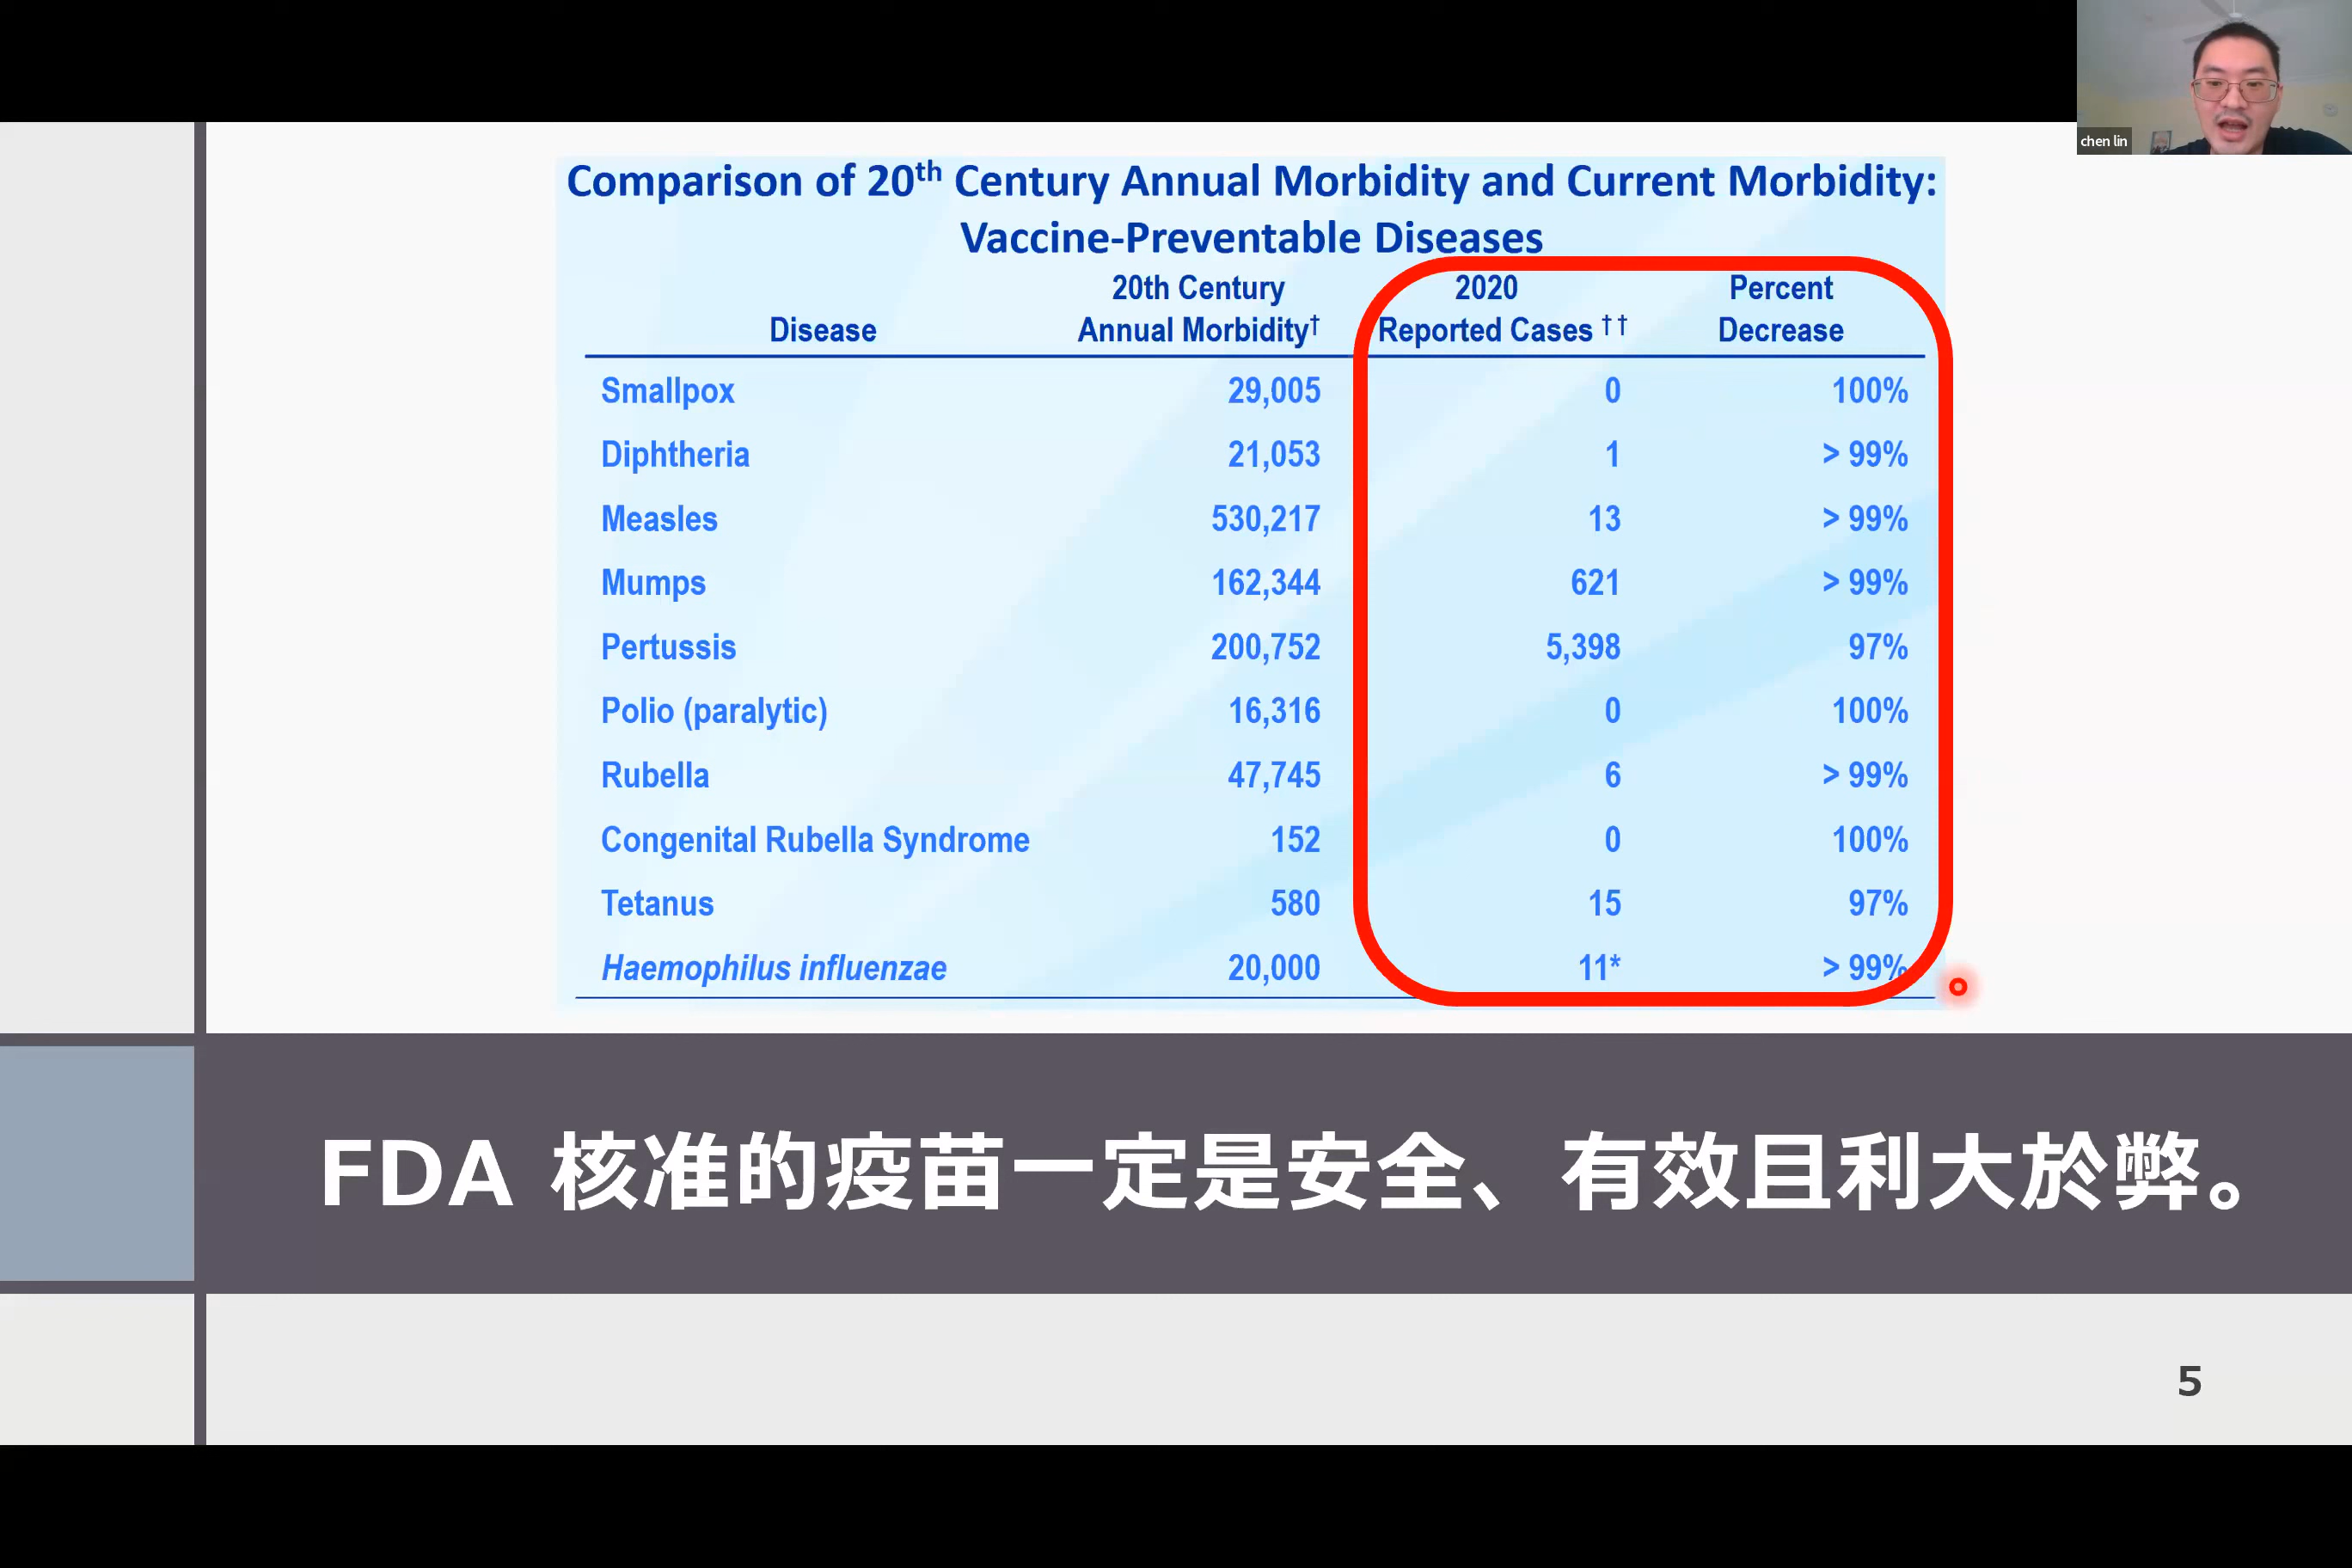 chen lin
Comparison of 20th Century Annual Morbidity and Current Morbidity:
Vaccine-Preventable Diseases
Disease 20th Century Annual Morbidity† 2020 Reported Cases †† Percent Decrease
Smallpox 29,005 0 100%
Diphtheria 21,053 1 > 99%
Measles 530,217 13 > 99%
Mumps 162,344 621 > 99%
Pertussis 200,752 5,398 97%
Polio (paralytic) 16,316 0 100%
Rubella 47,745 6 > 99%
Congenital Rubella Syndrome 152 0 100%
Tetanus 580 15 97%
Haemophilus influenzae 20,000 11* > 99%
FDA 核准的疫苗一定是安全、有效且利大於弊。
5